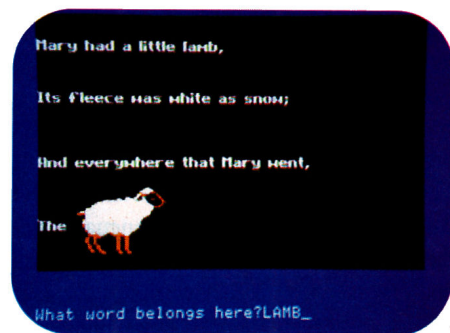 Mary had a little lamb,
Its fleece was white as snow;
And everywhere that Mary went,
The
What word belongs here?LAMB_